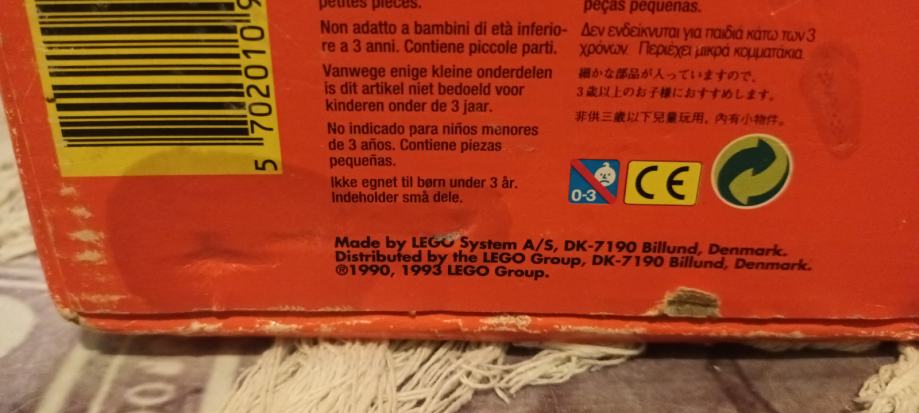 petites pièces.
Non adatto a bambini di età inferio-
re a 3 anni. Contiene piccole parti.
Vanwege enige kleine onderdelen
is dit artikel niet bedoeld voor
kinderen onder de 3 jaar.
No indicado para niños menores
de 3 años. Contiene piezas
pequeñas.
Ikke egnet til børn under 3 år.
Indeholder små dele.
peças pequenas.
Δεν ενδείκνυται για παιδιά κάτω των 3
χρόνων. Περιέχει μικρά κομματάκια.
細かな部品が入っていますので、
3歳以上のお子様におすすめします。
非供三歲以下兒童玩用，內有小物件。
0-3
CE
5 702010
Made by LEGO System A/S, DK-7190 Billund, Denmark.
Distributed by the LEGO Group, DK-7190 Billund, Denmark.
®1990, 1993 LEGO Group.